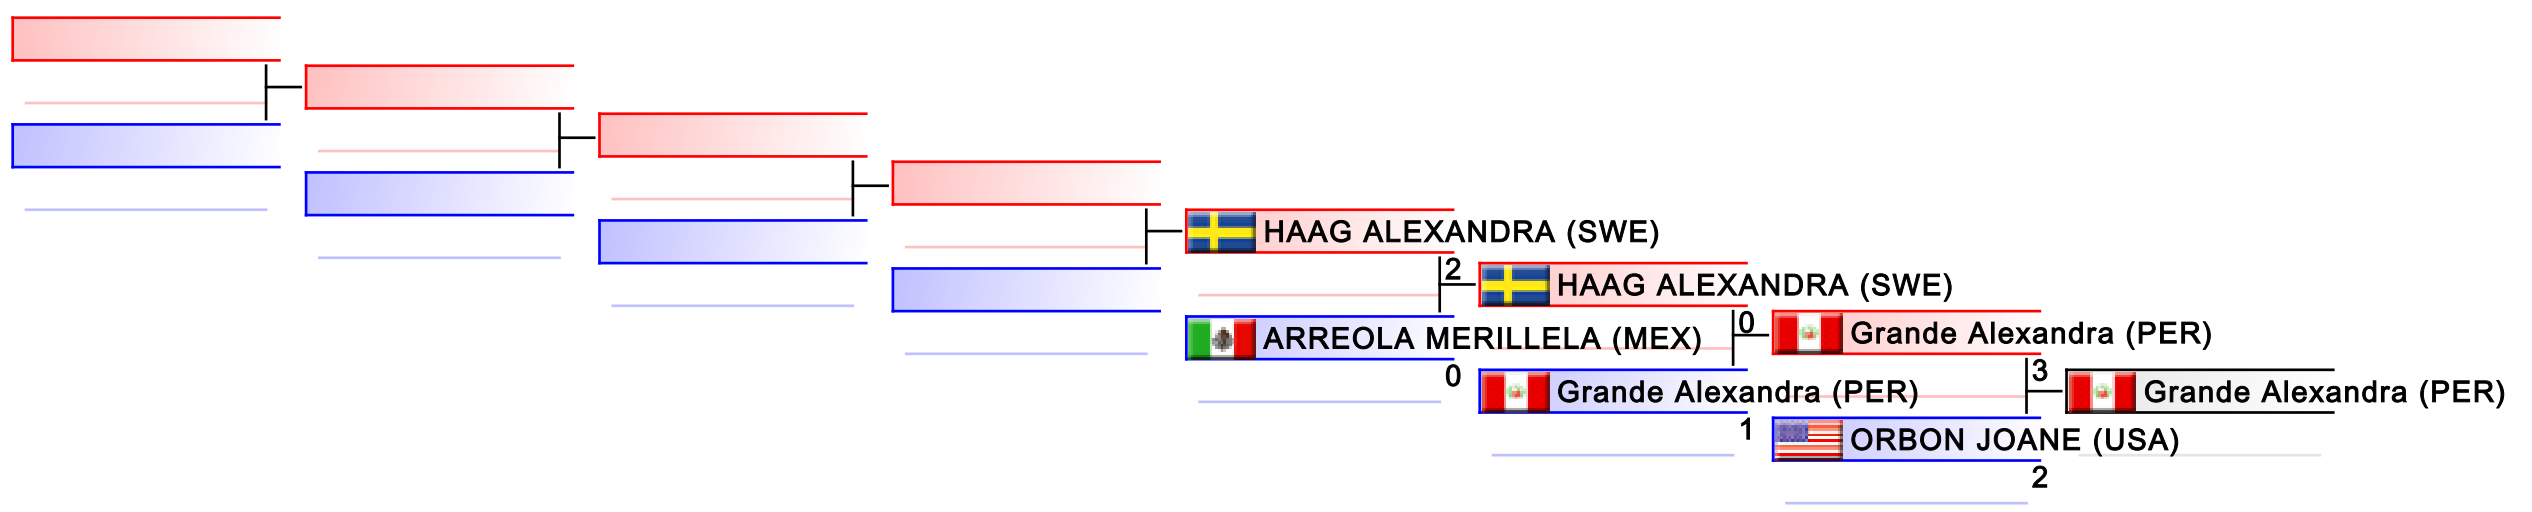 HAAG ALEXANDRA (SWE)
2
HAAG ALEXANDRA (SWE)
ARREOLA MERILLELA (MEX)
0
0
Grande Alexandra (PER)
Grande Alexandra (PER)
1
3
Grande Alexandra (PER)
ORBON JOANE (USA)
2